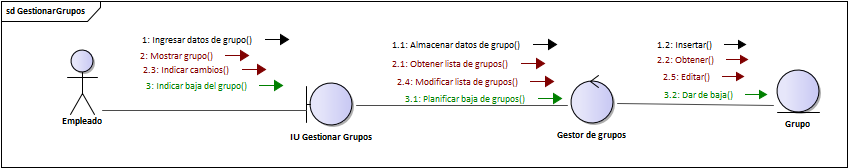 sd GestionarGrupos
1: Ingresar datos de grupo()
2: Mostrar grupo()
2.3: Indicar cambios()
3: Indicar baja del grupo()
1.1: Almacenar datos de grupo()
2.1: Obtener lista de grupos()
2.4: Modificar lista de grupos()
3.1: Planificar baja de grupos()
1.2: Insertar()
2.2: Obtener()
2.5: Editar()
3.2: Dar de baja()
Empleado
IU Gestionar Grupos
Gestor de grupos
Grupo